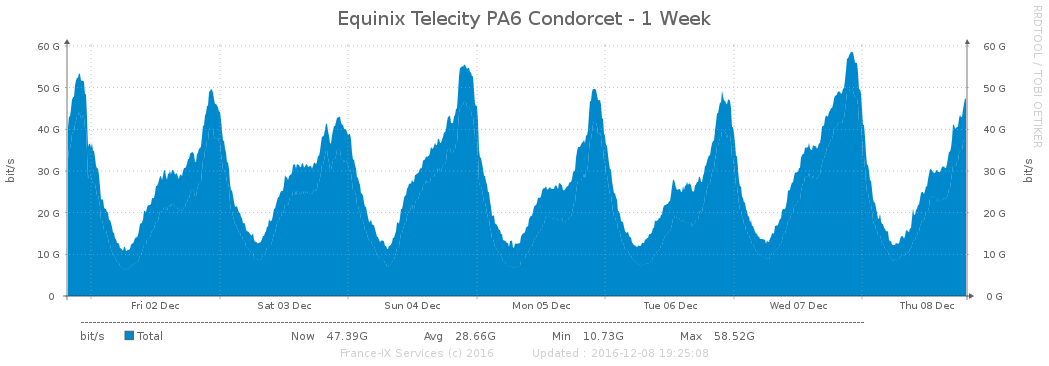 Equinix Telecity PA6 Condorcet - 1 Week
RRDTOOL / TOBI OETIKER
60 G 60 G
50 G 50 G
40 G 40 G
30 G 30 G
20 G 20 G
10 G 10 G
0 0 G
bit/s
bit/s
Fri 02 Dec Sat 03 Dec Sun 04 Dec Mon 05 Dec Tue 06 Dec Wed 07 Dec Thu 08 Dec
bit/s Total Now 47.39G Avg 28.66G Min 10.73G Max 58.52G
France-IX Services (c) 2016 Updated : 2016-12-08 19:25:08